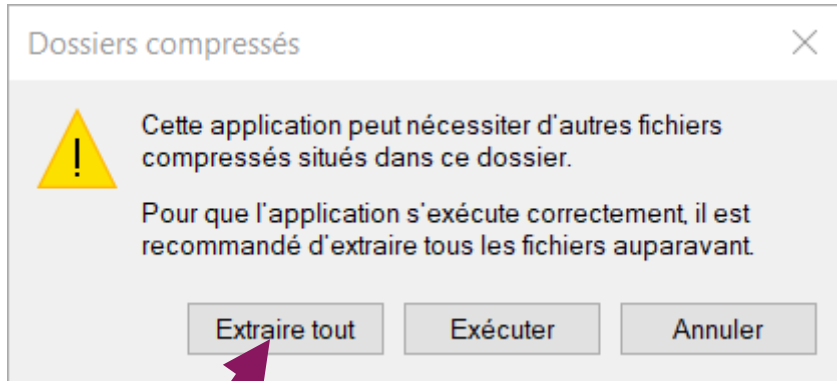 Dossiers compressés
Cette application peut nécessiter d'autres fichiers
compressés situés dans ce dossier.
Pour que l'application s'exécute correctement, il est
recommandé d'extraire tous les fichiers auparavant.
Extraire tout Exécuter Annuler